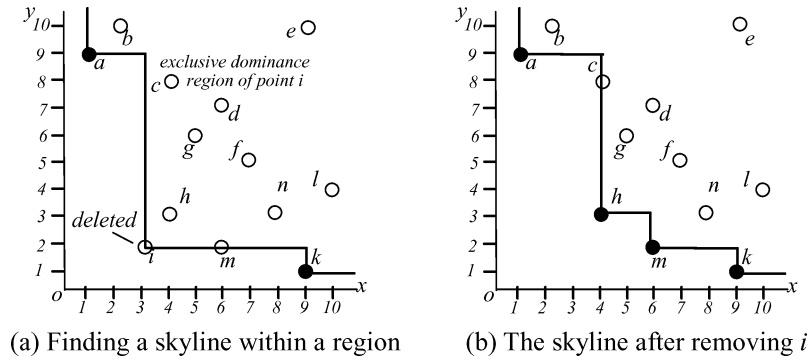 y
10
9
8
7
6
5
4
3
2
1
o
1 2 3 4 5 6 7 8 9 10
x
b
e
a
exclusive dominance
region of point i
c
d
g
f
h
n
l
deleted
i
m
k
(a) Finding a skyline within a region
y
10
9
8
7
6
5
4
3
2
1
o
1 2 3 4 5 6 7 8 9 10
x
b
e
a
c
d
g
f
h
n
l
m
k
(b) The skyline after removing i